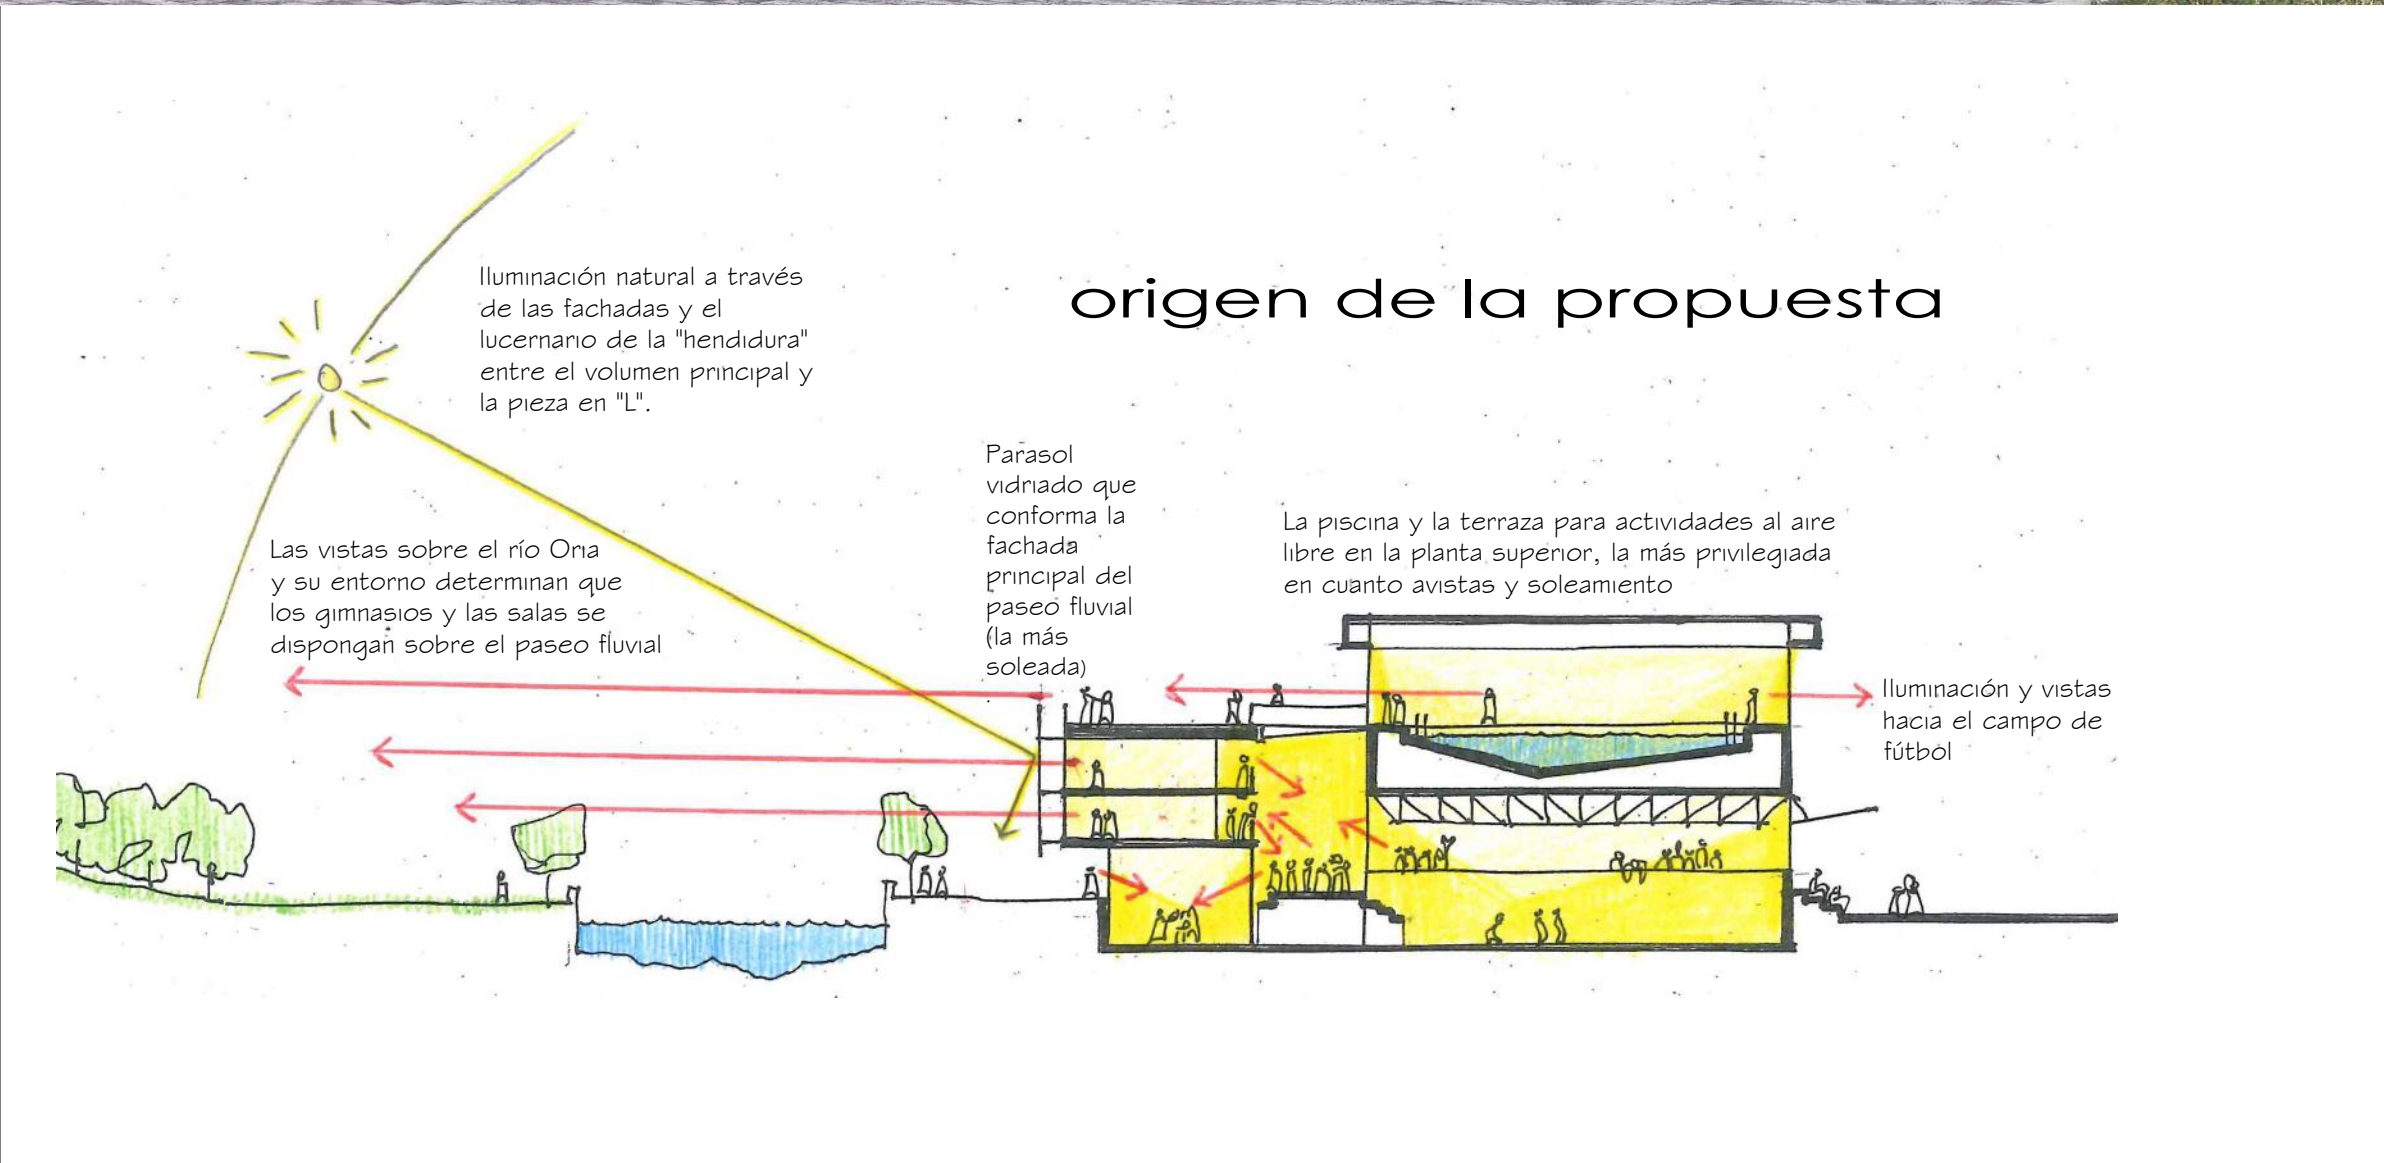 Iluminación natural a través
de las fachadas y el
lucernario de la "hendidura"
entre el volumen principal y
la pieza en "L".
origen de la propuesta
Parasol
vidriado que
conforma la
fachada
principal del
paseo fluvial
(la más
soleada)
La piscina y la terraza para actividades al aire
libre en la planta superior, la más privilegiada
en cuanto avistas y soleamiento
Las vistas sobre el río Oria
y su entorno determinan que
los gimnasios y las salas se
dispongan sobre el paseo fluvial
Iluminación y vistas
hacia el campo de
fútbol